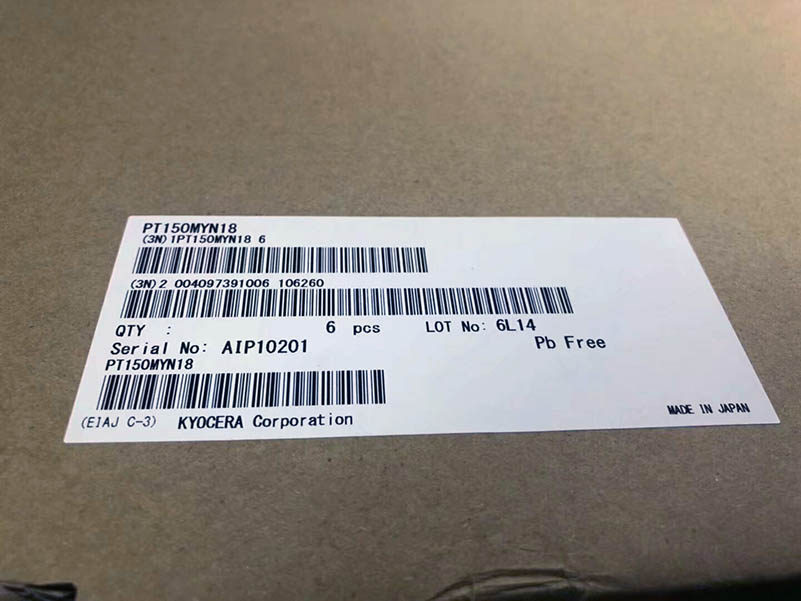 PT150MYN18
(3N)1PT150MYN18 6
(3N)2 004097391006 106260
QTY : 6 pcs LOT No: 6L14
Serial No: AIP10201 Pb Free
PT150MYN18
(EIAJ C-3) KYOCERA Corporation MADE IN JAPAN